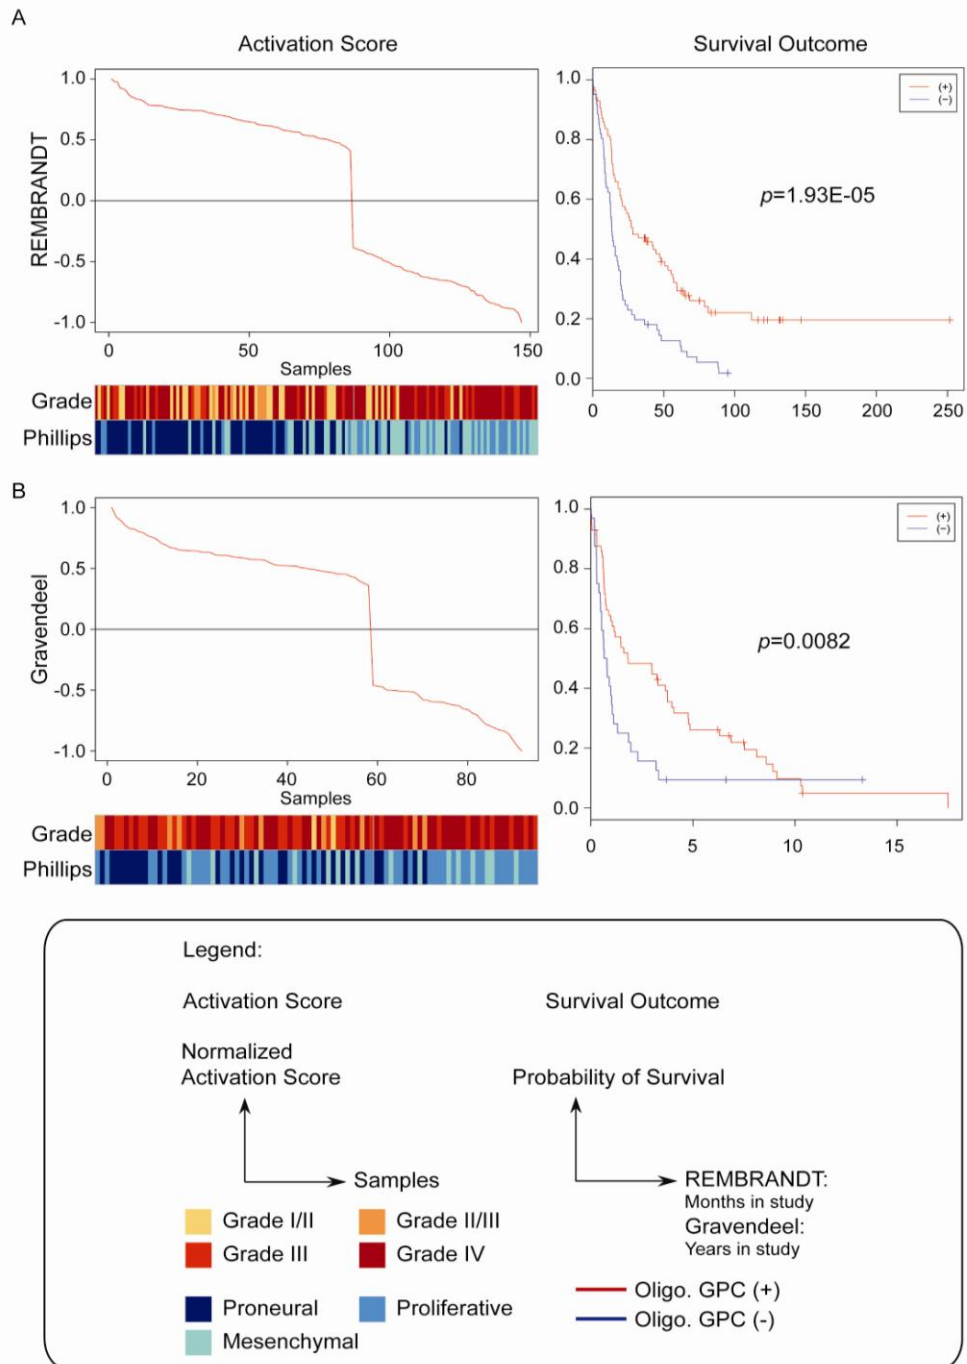 A
Activation Score
Survival Outcome
REMBRANDT
1.0
0.5
0.0
-0.5
-1.0
0 50 100 150
Samples
Grade
Phillips
1.0
0.8
0.6
0.4
0.2
0.0
(+)
(−)
p=1.93E-05
0 50 100 150 200 250
B
Gravendeel
1.0
0.5
0.0
-0.5
-1.0
0 20 40 60 80
Samples
Grade
Phillips
1.0
0.8
0.6
0.4
0.2
0.0
(+)
(−)
p=0.0082
0 5 10 15
Legend:
Activation Score
Normalized
Activation Score
Samples
Grade I/II Grade II/III
Grade III Grade IV
Proneural Proliferative
Mesenchymal
Survival Outcome
Probability of Survival
REMBRANDT:
Months in study
Gravendeel:
Years in study
Oligo. GPC (+)
Oligo. GPC (-)